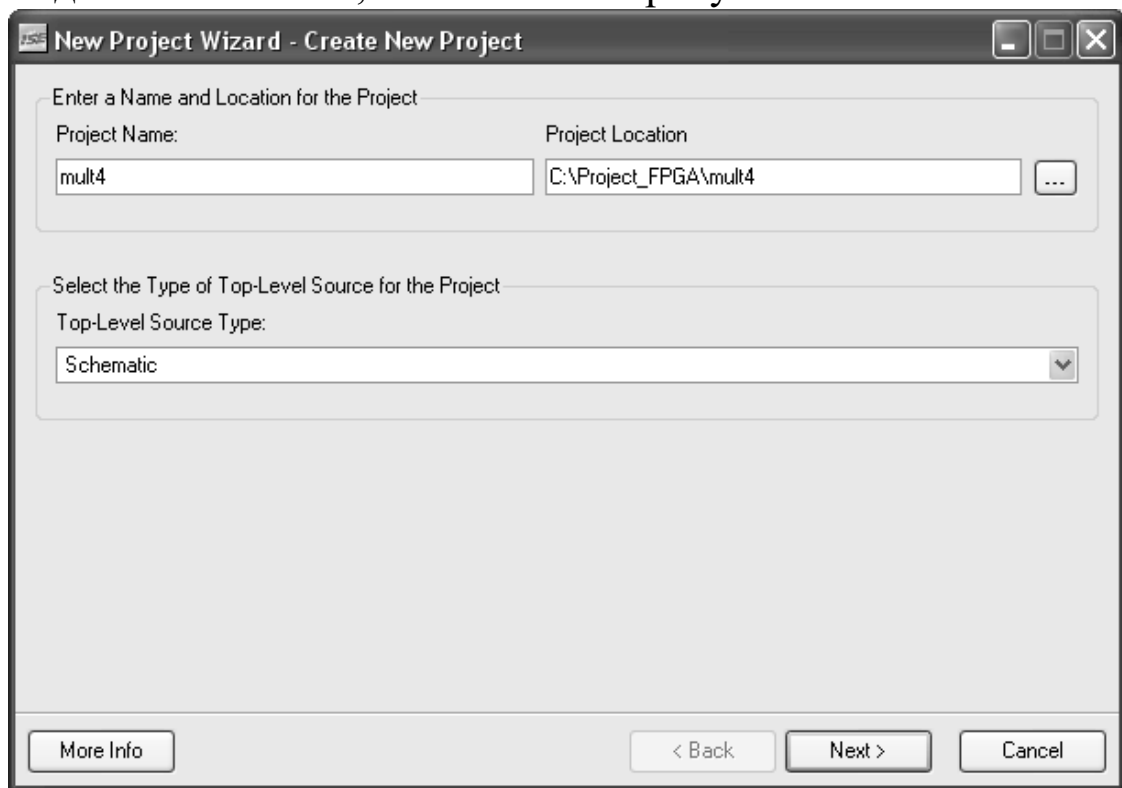 ISE New Project Wizard - Create New Project
Enter a Name and Location for the Project
Project Name: Project Location
mult4 C:\Project_FPGA\mult4 ...
Select the Type of Top-Level Source for the Project
Top-Level Source Type:
Schematic
More Info < Back Next > Cancel